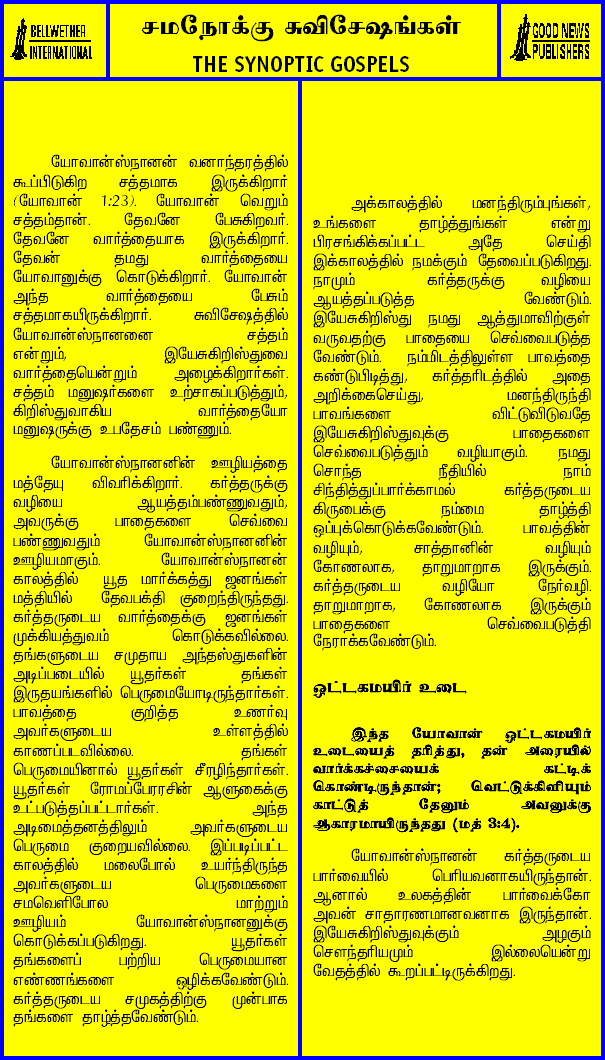 BELLWETHER
INTERNATIONAL
சமநோக்கு சுவிசேஷங்கள்
THE SYNOPTIC GOSPELS
GOOD NEWS
PUBLISHERS
யோவான்ஸ்நானன் வனாந்தரத்தில்
கூப்பிடுகிற சத்தமாக இருக்கிறார்
(யோவான் 1:23). யோவான் வெறும்
சத்தம்தான். தேவனே பேசுகிறவர்.
தேவனே வார்த்தையாக இருக்கிறார்.
தேவன் தமது வார்த்தையை
யோவானுக்கு கொடுக்கிறார். யோவான்
அந்த வார்த்தையை பேசும்
சத்தமாகயிருக்கிறார். சுவிசேஷத்தில்
யோவான்ஸ்நானனை சத்தம்
என்றும், இயேசுகிறிஸ்துவை
வார்த்தையென்றும் அழைக்கிறார்கள்.
சத்தம் மனுஷர்களை உற்சாகப்படுத்தும்,
கிறிஸ்துவாகிய வார்த்தையோ
மனுஷருக்கு உபதேசம் பண்ணும்.
யோவான்ஸ்நானனின் ஊழியத்தை
மத்தேயு விவரிக்கிறார். கர்த்தருக்கு
வழியை ஆயத்தம்பண்ணுவதும்,
அவருக்கு பாதைகளை செவ்வை
பண்ணுவதும் யோவான்ஸ்நானனின்
ஊழியமாகும். யோவான்ஸ்நானன்
காலத்தில் யூத மார்க்கத்து ஜனங்கள்
மத்தியில் தேவபக்தி குறைந்திருந்தது.
கர்த்தருடைய வார்த்தைக்கு ஜனங்கள்
முக்கியத்துவம் கொடுக்கவில்லை.
தங்களுடைய சமுதாய அந்தஸ்துகளின்
அடிப்படையில் யூதர்கள் தங்கள்
இருதயங்களில் பெருமையோடிருந்தார்கள்.
பாவத்தை குறித்த உணர்வு
அவர்களுடைய உள்ளத்தில்
காணப்படவில்லை. தங்கள்
பெருமையினால் யூதர்கள் சீரழிந்தார்கள்.
யூதர்கள் ரோமப்பேரரசின் ஆளுகைக்கு
உட்படுத்தப்பட்டார்கள். அந்த
அடிமைத்தனத்திலும் அவர்களுடைய
பெருமை குறையவில்லை. இப்படிப்பட்ட
காலத்தில் மலைபோல் உயர்ந்திருந்த
அவர்களுடைய பெருமைகளை
சமவெளிபோல மாற்றும்
ஊழியம் யோவான்ஸ்நானனுக்கு
கொடுக்கப்படுகிறது. யூதர்கள்
தங்களைப் பற்றிய பெருமையான
எண்ணங்களை ஒழிக்கவேண்டும்.
கர்த்தருடைய சமுகத்திற்கு முன்பாக
தங்களை தாழ்த்தவேண்டும்.
அக்காலத்தில் மனந்திரும்புங்கள்,
உங்களை தாழ்த்துங்கள் என்று
பிரசங்கிக்கப்பட்ட அதே செய்தி
இக்காலத்தில் நமக்கும் தேவைப்படுகிறது.
நாமும் கர்த்தருக்கு வழியை
ஆயத்தப்படுத்த வேண்டும்.
இயேசுகிறிஸ்து நமது ஆத்துமாவிற்குள்
வருவதற்கு பாதையை செவ்வைபடுத்த
வேண்டும். நம்மிடத்திலுள்ள பாவத்தை
கண்டுபிடித்து, கர்த்தரிடத்தில் அதை
அறிக்கைசெய்து, மனந்திருந்தி
பாவங்களை விட்டுவிடுவதே
இயேசுகிறிஸ்துவுக்கு பாதைகளை
செவ்வைபடுத்தும் வழியாகும். நமது
சொந்த நீதியில் நாம்
சிந்தித்துப்பார்க்காமல் கர்த்தருடைய
கிருபைக்கு நம்மை தாழ்த்தி
ஒப்புக்கொடுக்கவேண்டும். பாவத்தின்
வழியும், சாத்தானின் வழியும்
கோணலாக, தாறுமாறாக இருக்கும்.
கர்த்தருடைய வழியோ நேர்வழி.
தாறுமாறாக, கோணலாக இருக்கும்
பாதைகளை செவ்வைபடுத்தி
நேராக்கவேண்டும்.
ஒட்டகமயிர் உடை
இந்த யோவான் ஒட்டகமயிர்
உடையைத் தரித்து, தன் அரையில்
வார்க்கச்சையைக் கட்டிக்
கொண்டிருந்தான்; வெட்டுக்கிளியும்
காட்டுத் தேனும் அவனுக்கு
ஆகாரமாயிருந்தது (மத் 3:4).
யோவான்ஸ்நானன் கர்த்தருடைய
பார்வையில் பெரியவனாகயிருந்தான்.
ஆனால் உலகத்தின் பார்வைக்கோ
அவன் சாதாரணமானவனாக இருந்தான்.
இயேசுகிறிஸ்துவுக்கும் அழகும்
சௌந்தரியமும் இல்லையென்று
வேதத்தில் கூறப்பட்டிருக்கிறது.